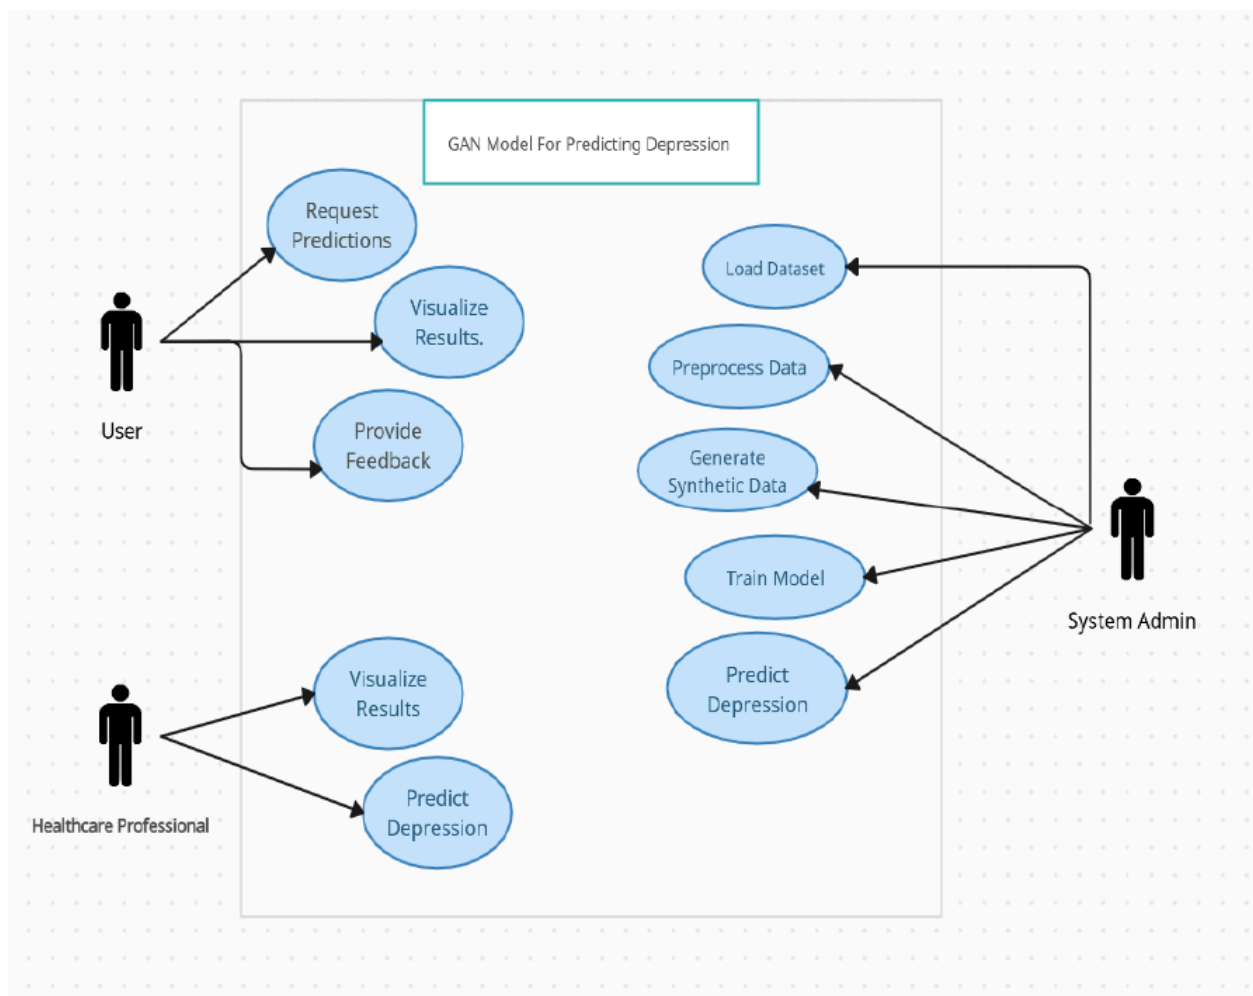 GAN Model For Predicting Depression
Request
Predictions
Visualize
Results.
Provide
Feedback
User
Load Dataset
Preprocess Data
Generate
Synthetic Data
Train Model
Predict
Depression
System Admin
Visualize
Results
Predict
Depression
Healthcare Professional